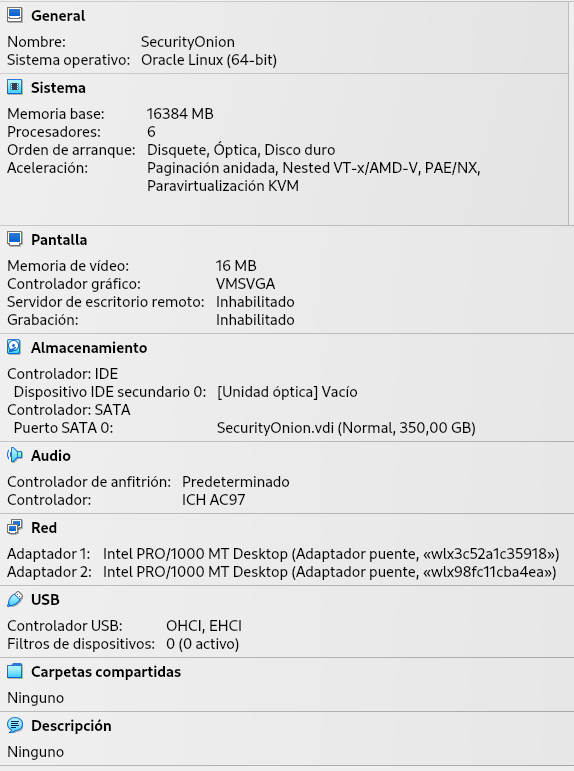 General
Nombre: SecurityOnion
Sistema operativo: Oracle Linux (64-bit)
Sistema
Memoria base: 16384 MB
Procesadores: 6
Orden de arranque: Disquete, Óptica, Disco duro
Aceleración: Paginación anidada, Nested VT-x/AMD-V, PAE/NX,
Paravirtualización KVM
Pantalla
Memoria de vídeo: 16 MB
Controlador gráfico: VMSVGA
Servidor de escritorio remoto: Inhabilitado
Grabación: Inhabilitado
Almacenamiento
Controlador: IDE
Dispositivo IDE secundario 0: [Unidad óptica] Vacío
Controlador: SATA
Puerto SATA 0: SecurityOnion.vdi (Normal, 350,00 GB)
Audio
Controlador de anfitrión: Predeterminado
Controlador: ICH AC97
Red
Adaptador 1: Intel PRO/1000 MT Desktop (Adaptador puente, «wlx3c52a1c35918»)
Adaptador 2: Intel PRO/1000 MT Desktop (Adaptador puente, «wlx98fc11cba4ea»)
USB
Controlador USB: OHCI, EHCI
Filtros de dispositivos: 0 (0 activo)
Carpetas compartidas
Ninguno
Descripción
Ninguno